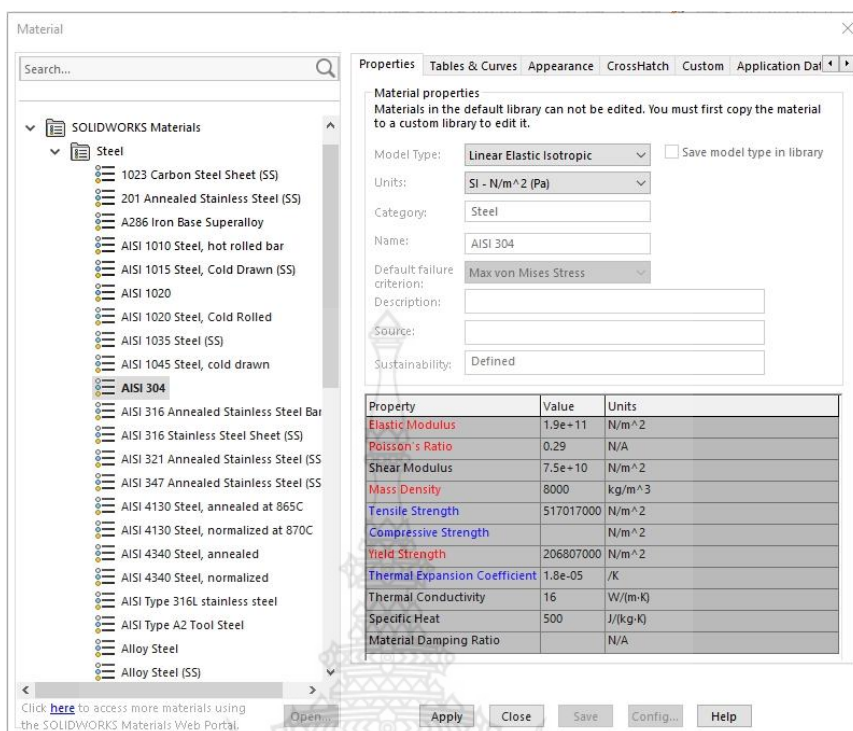 Material
Search...
SOLIDWORKS Materials
Steel
1023 Carbon Steel Sheet (SS)
201 Annealed Stainless Steel (SS)
A286 Iron Base Superalloy
AISI 1010 Steel, hot rolled bar
AISI 1015 Steel, Cold Drawn (SS)
AISI 1020
AISI 1020 Steel, Cold Rolled
AISI 1035 Steel (SS)
AISI 1045 Steel, cold drawn
AISI 304
AISI 316 Annealed Stainless Steel Bar
AISI 316 Stainless Steel Sheet (SS)
AISI 321 Annealed Stainless Steel (SS
AISI 347 Annealed Stainless Steel (SS
AISI 4130 Steel, annealed at 865C
AISI 4130 Steel, normalized at 870C
AISI 4340 Steel, annealed
AISI 4340 Steel, normalized
AISI Type 316L stainless steel
AISI Type A2 Tool Steel
Alloy Steel
Alloy Steel (SS)
Click here to access more materials using
the SOLIDWORKS Materials Web Portal.
Open
Properties Tables & Curves Appearance CrossHatch Custom Application Dat
Material properties
Materials in the default library can not be edited. You must first copy the material
to a custom library to edit it.
Model Type: Linear Elastic Isotropic Save model type in library
Units: SI - N/m^2 (Pa)
Category: Steel
Name: AISI 304
Default failure
criterion: Max von Mises Stress
Description:
Source:
Sustainability: Defined
Property Value Units
Elastic Modulus 1.9e+11 N/m^2
Poisson's Ratio 0.29 N/A
Shear Modulus 7.5e+10 N/m^2
Mass Density 8000 kg/m^3
Tensile Strength 517017000 N/m^2
Compressive Strength N/m^2
Yield Strength 206807000 N/m^2
Thermal Expansion Coefficient 1.8e-05 /K
Thermal Conductivity 16 W/(m·K)
Specific Heat 500 J/(kg·K)
Material Damping Ratio N/A
Apply Close Save Config... Help